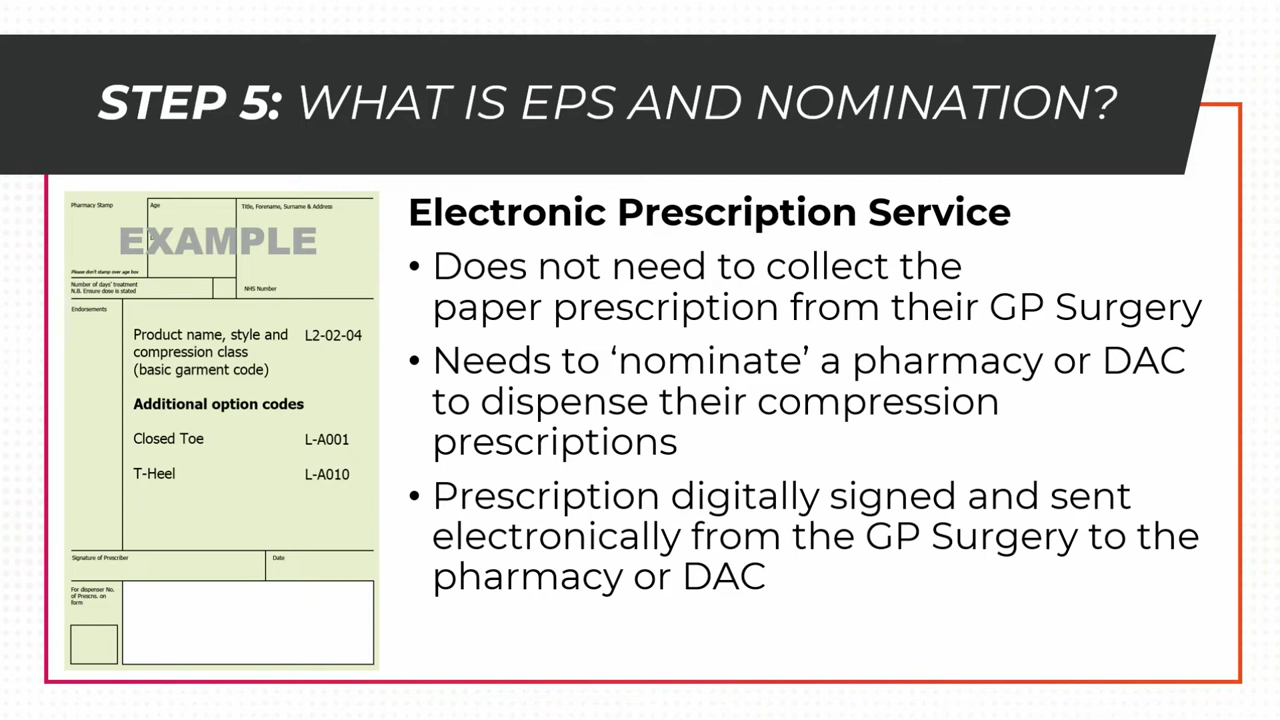 STEP 5: WHAT IS EPS AND NOMINATION?
Pharmacy Stamp
Age
Title, Forename, Surname & Address
EXAMPLE
Please don't stamp over age box
Number of days' treatment
N.B. Ensure dose is stated
NHS Number
Endorsements
Product name, style and L2-02-04
compression class
(basic garment code)
Additional option codes
Closed Toe L-A001
T-Heel L-A010
Signature of Prescriber
Date
For dispenser No.
of Prescns. on
form
Electronic Prescription Service
• Does not need to collect the
paper prescription from their GP Surgery
• Needs to ‘nominate’ a pharmacy or DAC
to dispense their compression
prescriptions
• Prescription digitally signed and sent
electronically from the GP Surgery to the
pharmacy or DAC